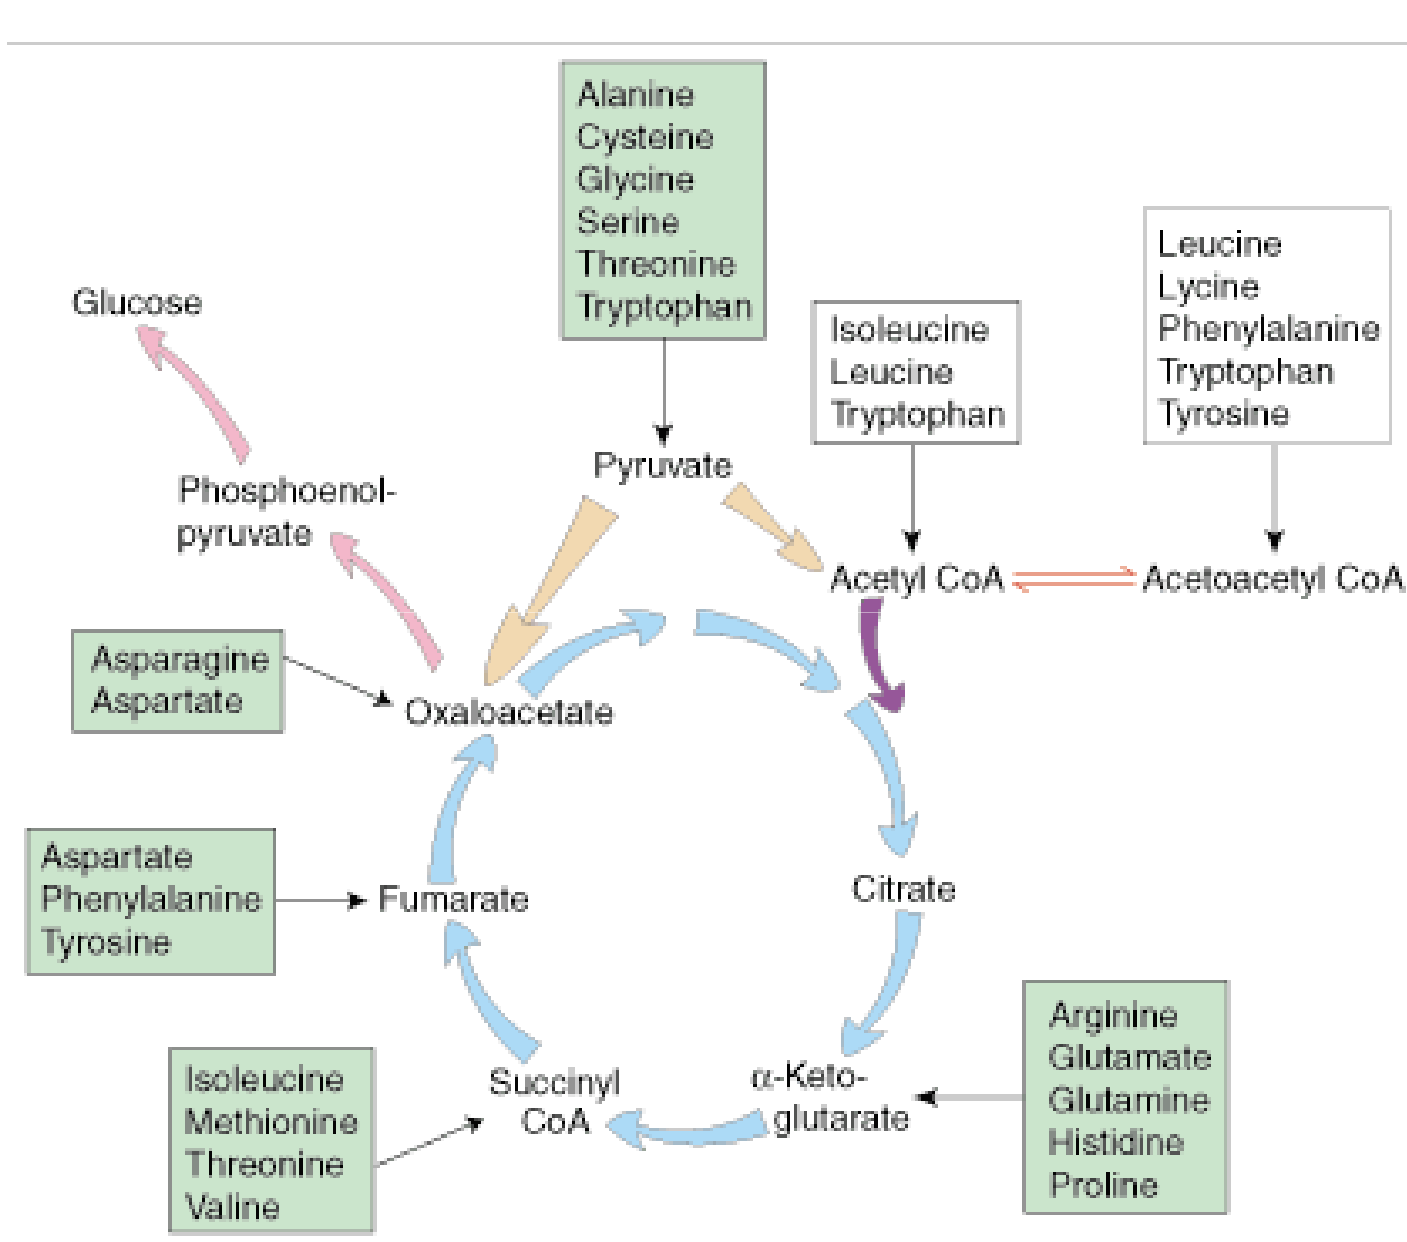 Alanine
Cysteine
Glycine
Serine
Threonine
Tryptophan
Leucine
Lycine
Phenylalanine
Tryptophan
Tyrosine
Isoleucine
Leucine
Tryptophan
Glucose
Pyruvate
Phosphoenol-
pyruvate
Acetyl CoA
Acetoacetyl CoA
Asparagine
Aspartate
Oxaloacetate
Aspartate
Phenylalanine
Tyrosine
Fumarate
Citrate
Isoleucine
Methionine
Threonine
Valine
Succinyl
CoA
α-Keto-
glutarate
Arginine
Glutamate
Glutamine
Histidine
Proline